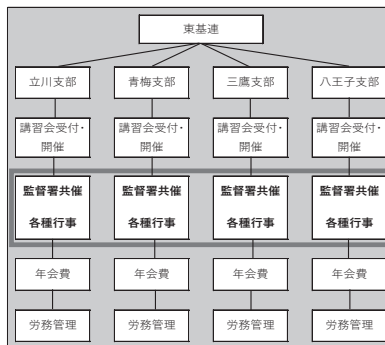 東基連
立川支部 青梅支部 三鷹支部 八王子支部
講習会受付・ 講習会受付・ 講習会受付・ 講習会受付・
開催 開催 開催 開催
監督署共催 監督署共催 監督署共催 監督署共催
各種行事 各種行事 各種行事 各種行事
年会費 年会費 年会費 年会費
労務管理 労務管理 労務管理 労務管理